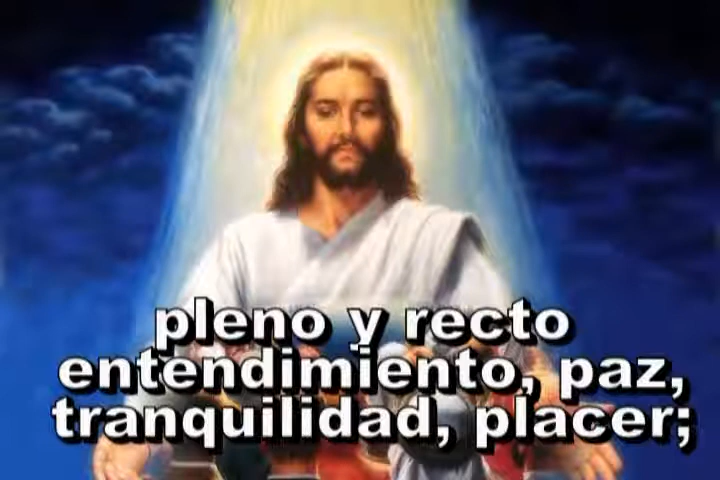 pleno y recto
entendimiento, paz,
tranquilidad, placer;